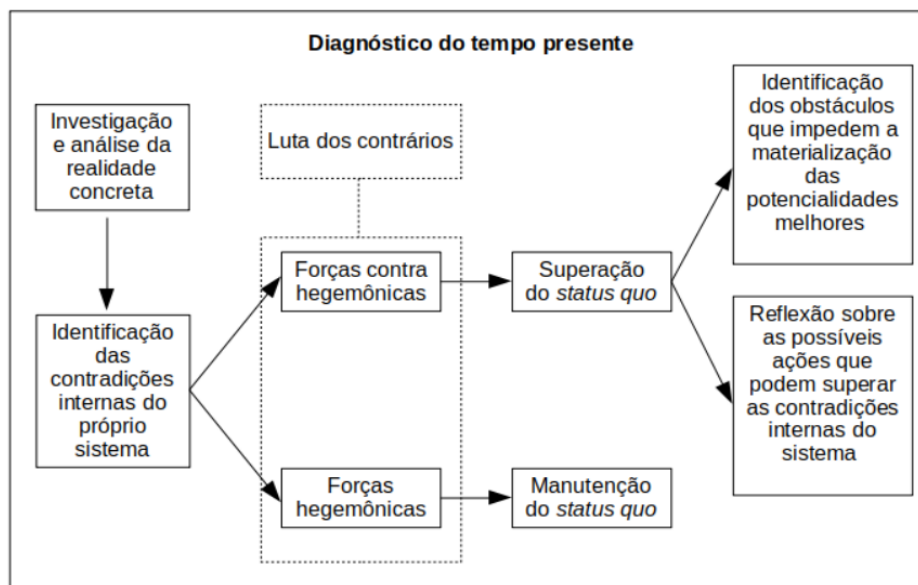 Diagnóstico do tempo presente
Investigação
e análise da
realidade
concreta
Identificação
das
contradições
internas do
próprio
sistema
Luta dos contrários
Forças contra
hegemônicas
Forças
hegemônicas
Superação
do status quo
Manutenção
do status quo
Identificação
dos obstáculos
que impedem a
materialização
das
potencialidades
melhores
Reflexão sobre
as possíveis
ações que
podem superar
as contradições
internas do
sistema